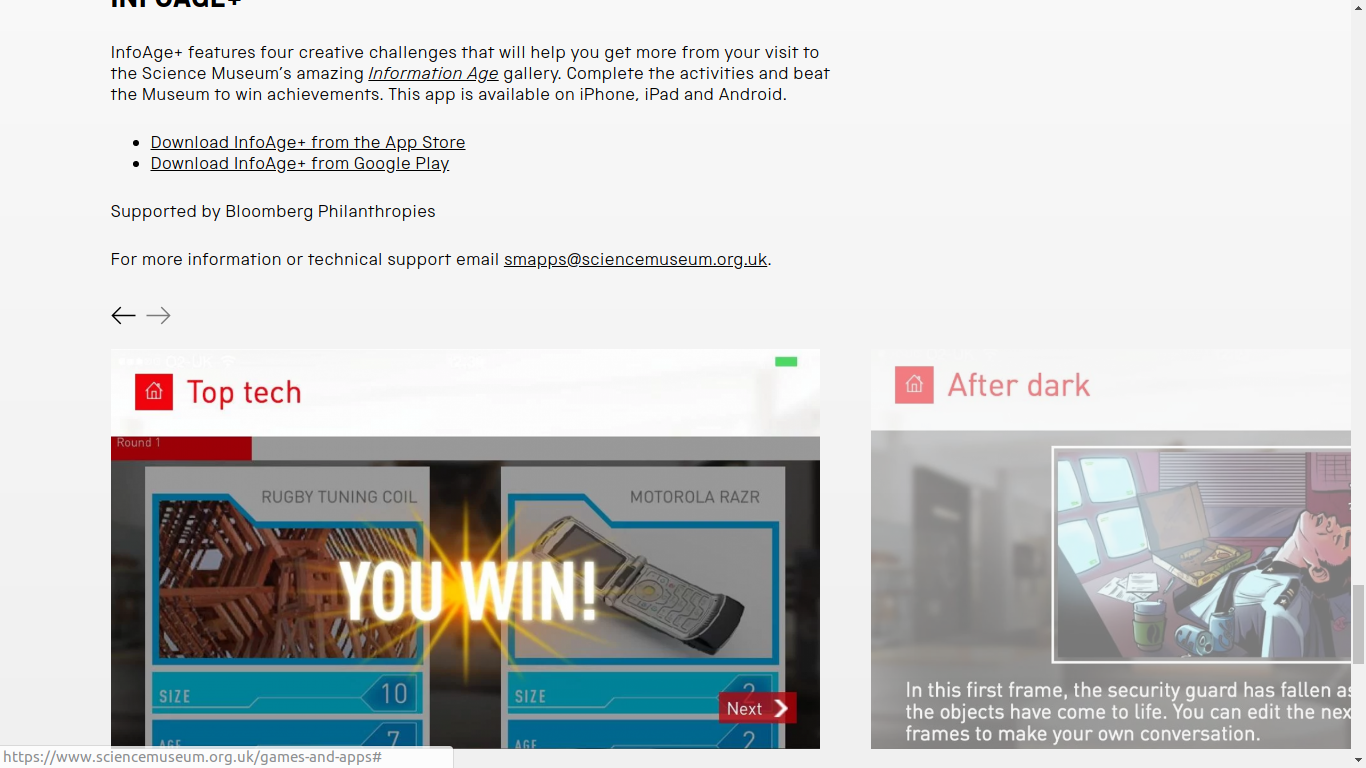 INFOAGE+
InfoAge+ features four creative challenges that will help you get more from your visit to
the Science Museum's amazing Information Age gallery. Complete the activities and beat
the Museum to win achievements. This app is available on iPhone, iPad and Android.
Download InfoAge+ from the App Store
Download InfoAge+ from Google Play
Supported by Bloomberg Philanthropies
For more information or technical support email smapps@sciencemuseum.org.uk.
Top tech
Round 1
RUGBY TUNING COIL
MOTOROLA RAZR
YOU WIN!
SIZE 10
SIZE 2
Next
AGE 7
AGE 2
After dark
In this first frame, the security guard has fallen as
the objects have come to life. You can edit the nex
frames to make your own conversation.
https://www.sciencemuseum.org.uk/games-and-apps#